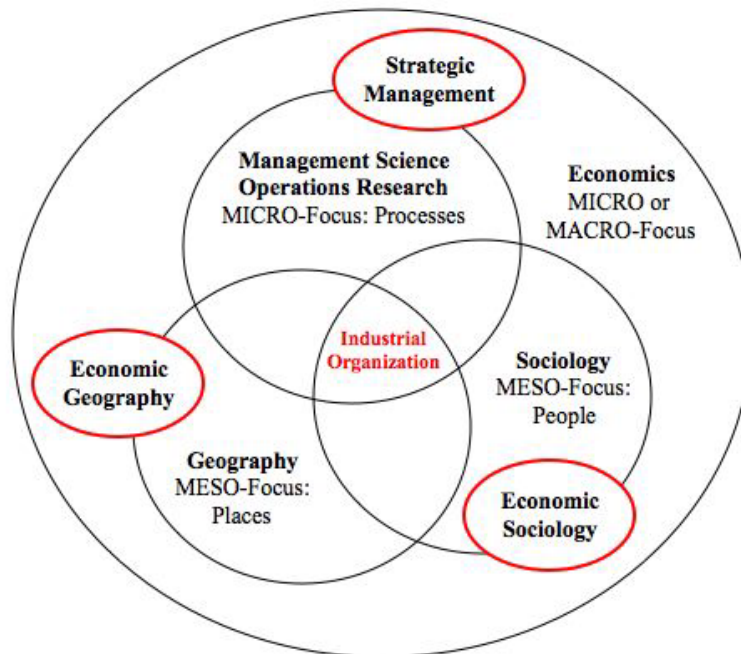 Strategic
Management
Management Science
Operations Research
MICRO-Focus: Processes
Economics
MICRO or
MACRO-Focus
Industrial
Organization
Economic
Geography
Sociology
MESO-Focus:
People
Geography
MESO-Focus:
Places
Economic
Sociology